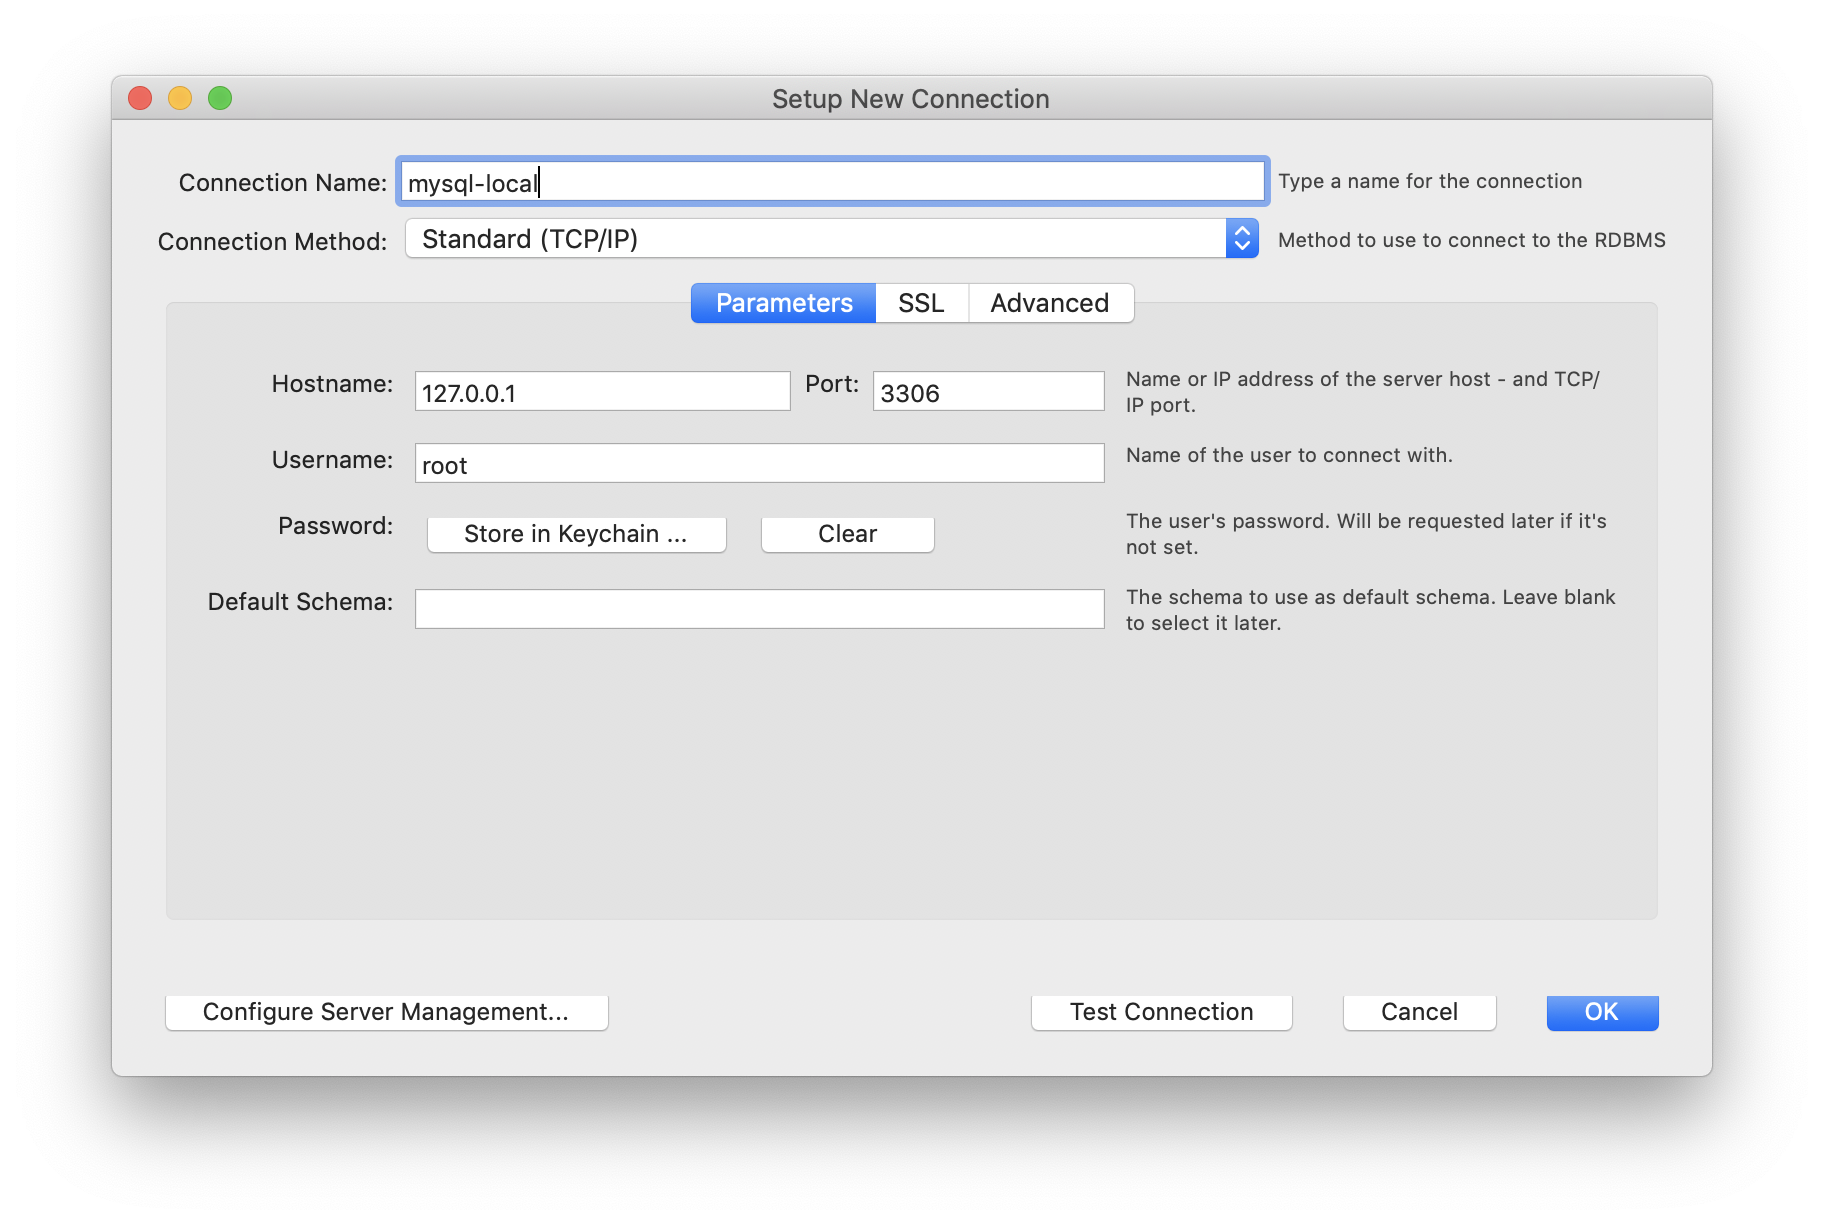 Setup New Connection
Connection Name: mysql-local Type a name for the connection
Connection Method: Standard (TCP/IP) Method to use to connect to the RDBMS
Parameters SSL Advanced
Hostname: 127.0.0.1 Port: 3306 Name or IP address of the server host - and TCP/
IP port.
Username: root Name of the user to connect with.
Password: Store in Keychain ... Clear The user's password. Will be requested later if it's
not set.
Default Schema: The schema to use as default schema. Leave blank
to select it later.
Configure Server Management... Test Connection Cancel OK